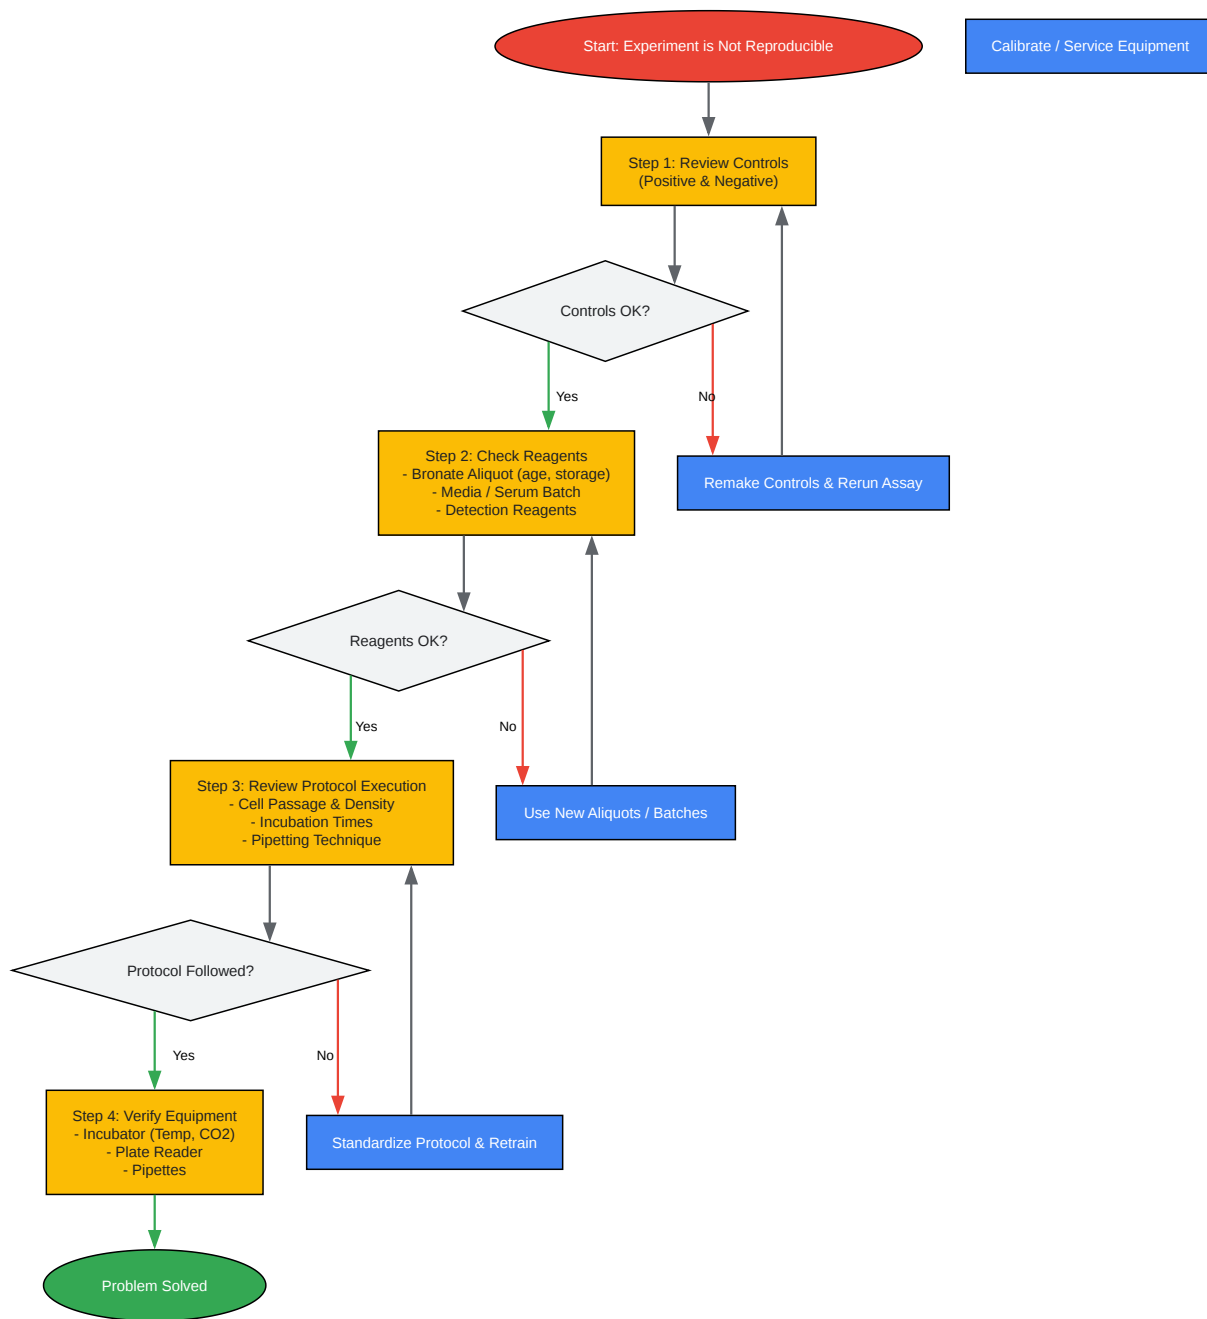 Start: Experiment is Not Reproducible
Calibrate / Service Equipment
Step 1: Review Controls
(Positive & Negative)
Controls OK?
Yes
No
Step 2: Check Reagents
- Bronate Aliquot (age, storage)
- Media / Serum Batch
- Detection Reagents
Remake Controls & Rerun Assay
Reagents OK?
Yes
No
Step 3: Review Protocol Execution
- Cell Passage & Density
- Incubation Times
- Pipetting Technique
Use New Aliquots / Batches
Protocol Followed?
Yes
No
Step 4: Verify Equipment
- Incubator (Temp, CO2)
- Plate Reader
- Pipettes
Standardize Protocol & Retrain
Problem Solved